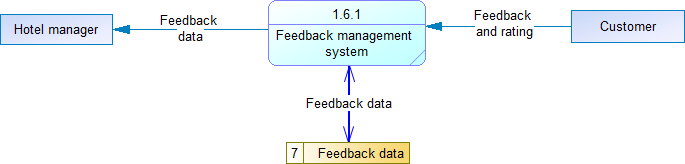 Hotel manager
Feedback
data
1.6.1
Feedback management
system
Feedback
and rating
Customer
Feedback data
7 Feedback data